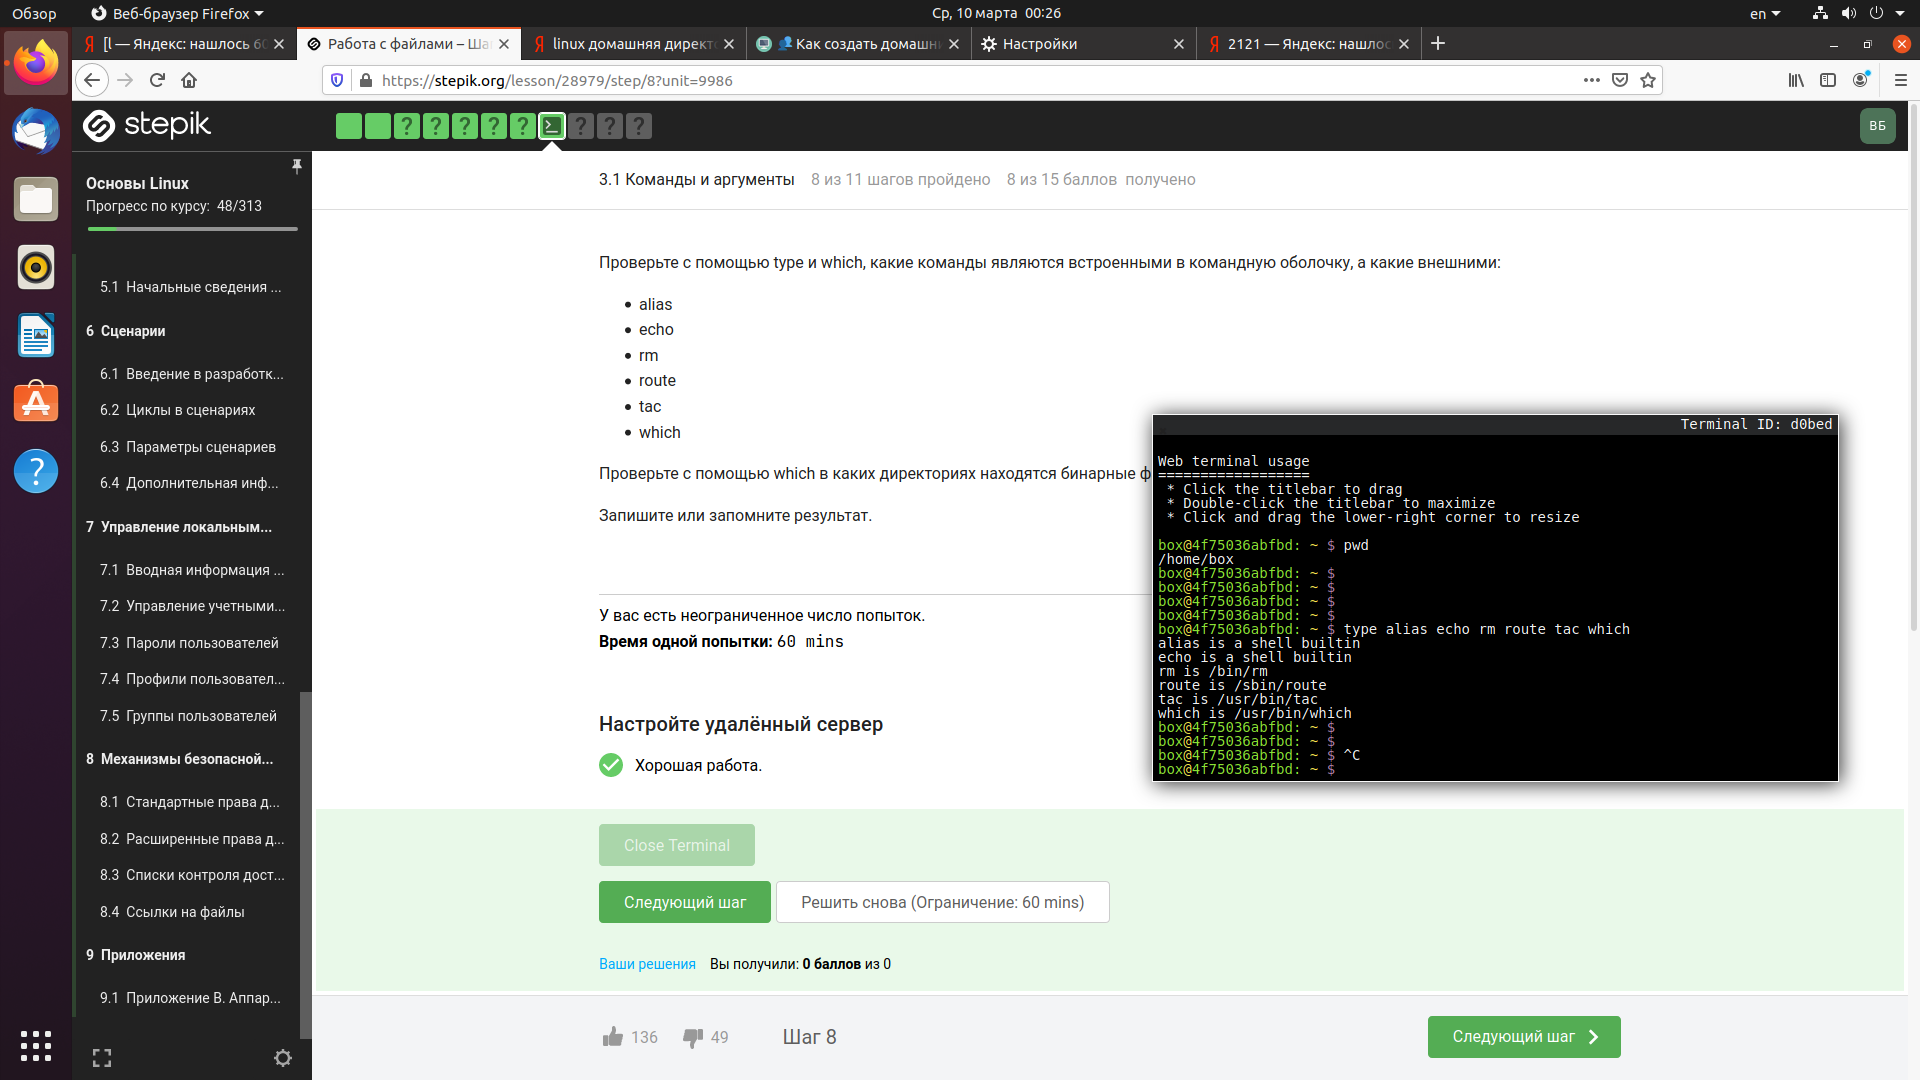 Обзор
Веб-браузер Firefox
Ср, 10 марта 00:26
en
[l — Яндекс: нашлось 60
Работа с файлами – Ша
linux домашняя директ
Как создать домашн
Настройки
2121 — Яндекс: нашлос
https://stepik.org/lesson/28979/step/8?unit=9986
stepik
ВБ
Основы Linux
Прогресс по курсу: 48/313
5.1 Начальные сведения ...
6 Сценарии
6.1 Введение в разработк...
6.2 Циклы в сценариях
6.3 Параметры сценариев
6.4 Дополнительная инф...
7 Управление локальным...
7.1 Вводная информация ...
7.2 Управление учетными...
7.3 Пароли пользователей
7.4 Профили пользовател...
7.5 Группы пользователей
8 Механизмы безопасной...
8.1 Стандартные права д...
8.2 Расширенные права д...
8.3 Списки контроля дост...
8.4 Ссылки на файлы
9 Приложения
9.1 Приложение В. Аппар...
3.1 Команды и аргументы 8 из 11 шагов пройдено 8 из 15 баллов получено
Проверьте с помощью type и which, какие команды являются встроенными в командную оболочку, а какие внешними:
• alias
• echo
• rm
• route
• tac
• which
Проверьте с помощью which в каких директориях находятся бинарные ф
Запишите или запомните результат.
У вас есть неограниченное число попыток.
Время одной попытки: 60 mins
Настройте удалённый сервер
Хорошая работа.
Close Terminal
Следующий шаг
Решить снова (Ограничение: 60 mins)
Ваши решения Вы получили: 0 баллов из 0
136
49
Шаг 8
Следующий шаг
Terminal ID: d0bed
Web terminal usage
==================
* Click the titlebar to drag
* Double-click the titlebar to maximize
* Click and drag the lower-right corner to resize
box@4f75036abfbd: ~ $ pwd
/home/box
box@4f75036abfbd: ~ $
box@4f75036abfbd: ~ $
box@4f75036abfbd: ~ $
box@4f75036abfbd: ~ $
box@4f75036abfbd: ~ $ type alias echo rm route tac which
alias is a shell builtin
echo is a shell builtin
rm is /bin/rm
route is /sbin/route
tac is /usr/bin/tac
which is /usr/bin/which
box@4f75036abfbd: ~ $
box@4f75036abfbd: ~ $
box@4f75036abfbd: ~ $ ^C
box@4f75036abfbd: ~ $